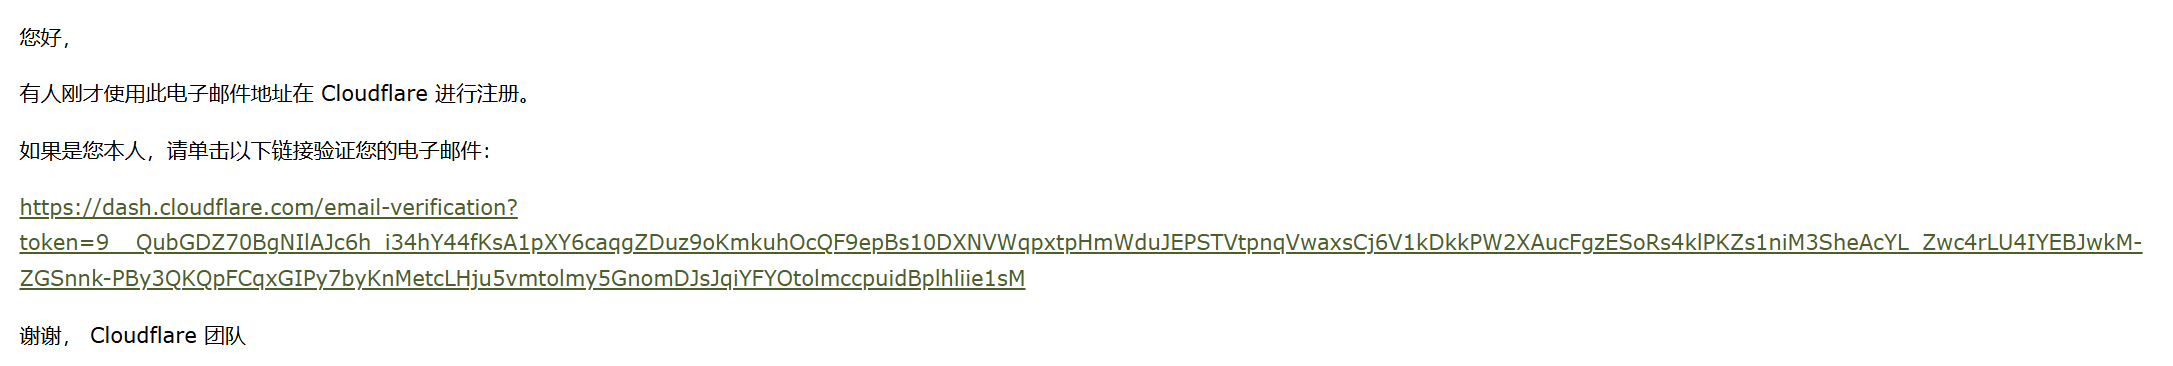 您好，
有人刚才使用此电子邮件地址在 Cloudflare 进行注册。
如果是您本人，请单击以下链接验证您的电子邮件：
https://dash.cloudflare.com/email-verification?
token=9__QubGDZ70BgNIlAJc6h_i34hY44fKsA1pXY6caqgZDuz9oKmkuhOcQF9epBs10DXNVWqpxtpHmWduJEPSTVtpnqVwaxsCj6V1kDkkPW2XAucFgzESoRs4klPKZs1niM3SheAcYL_Zwc4rLU4IYEBJwkM-
ZGSnnk-PBy3QKQpFCqxGIPy7byKnMetcLHju5vmtolmy5GnomDJsJqiYFYOtolmccpuidBplhliie1sM
谢谢， Cloudflare 团队